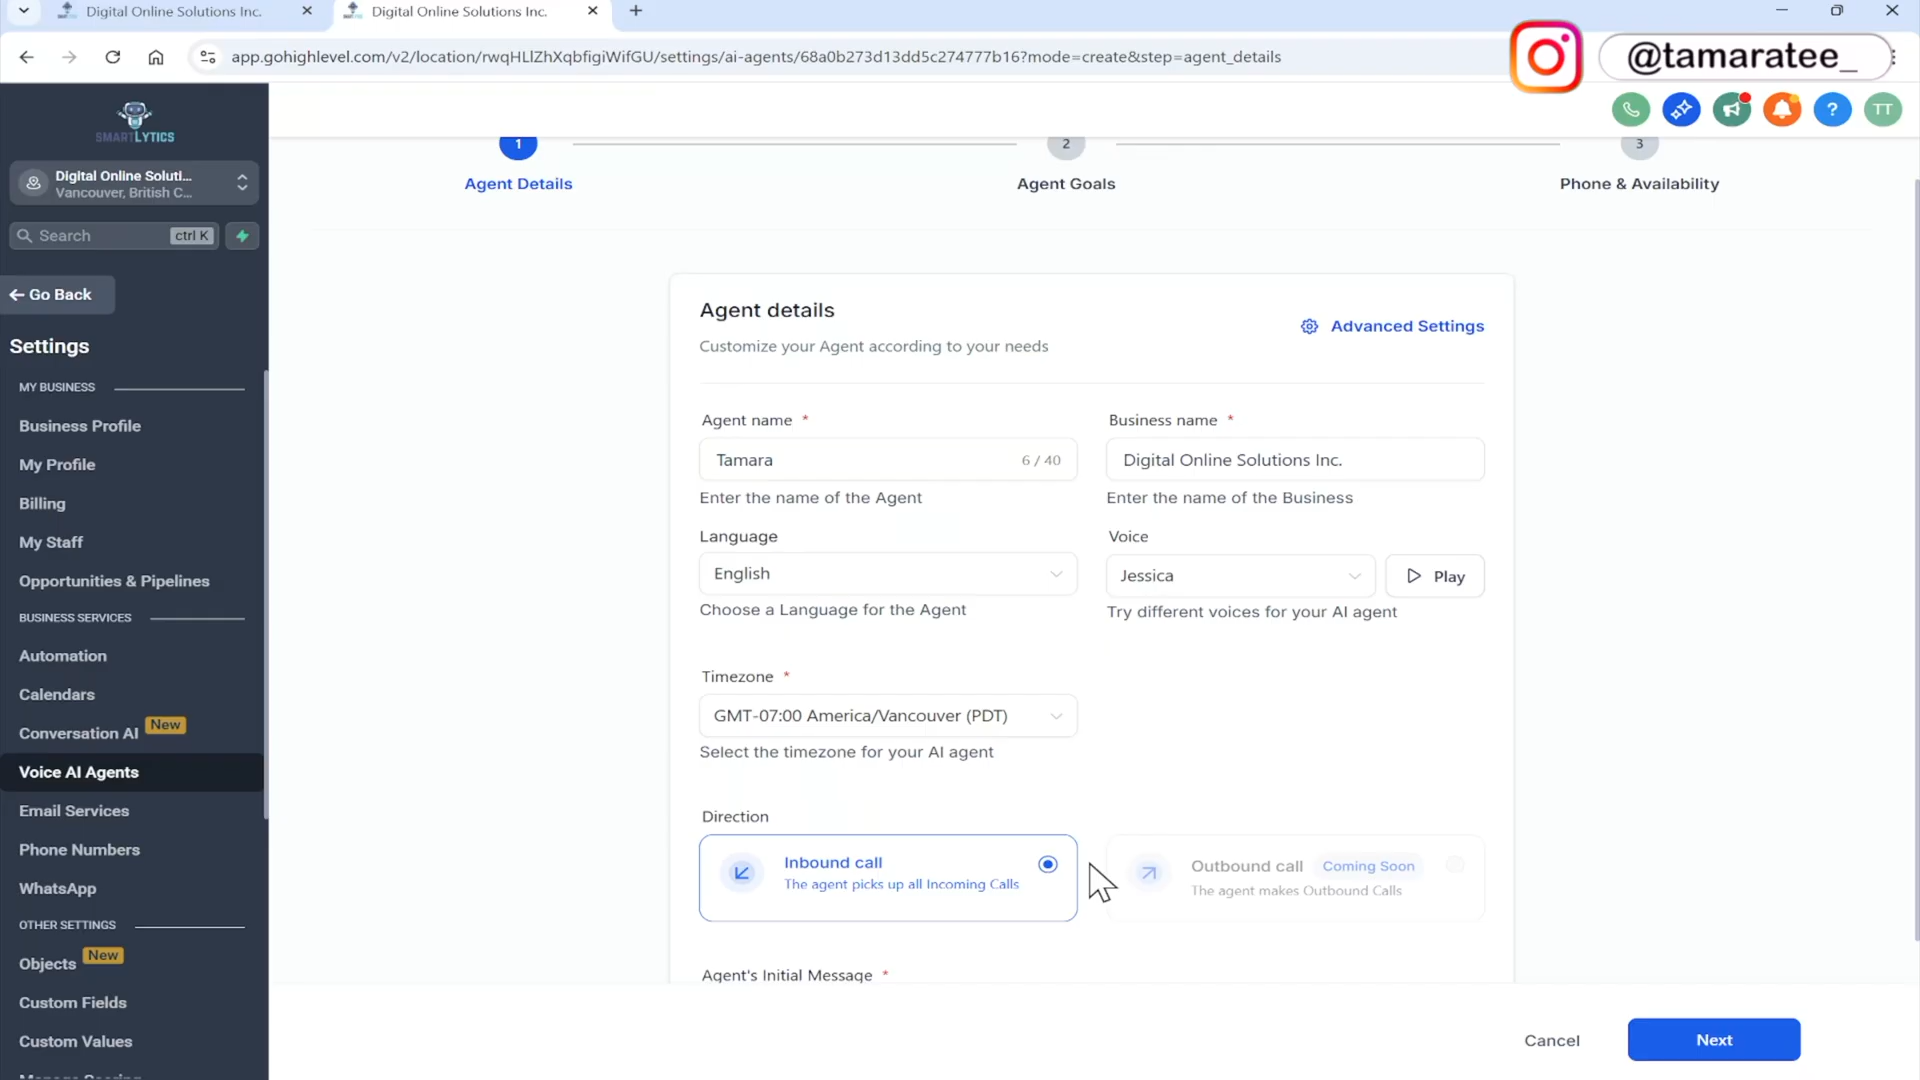 Digital Online Solutions Inc.
Digital Online Solutions Inc.
app.gohighlevel.com/v2/location/rwqHLlZhXqbfigiWifGU/settings/ai-agents/68a0b273d13dd5c274777b16?mode=create&step=agent_details
@tamaratee_
SMARTLYTICS
TT
Digital Online Soluti...
Vancouver, British C...
Search ctrl K
Go Back
Settings
MY BUSINESS
Business Profile
My Profile
Billing
My Staff
Opportunities & Pipelines
BUSINESS SERVICES
Automation
Calendars
Conversation AI New
Voice AI Agents
Email Services
Phone Numbers
WhatsApp
OTHER SETTINGS
Objects New
Custom Fields
Custom Values
1 2 3
Agent Details Agent Goals Phone & Availability
Agent details
Customize your Agent according to your needs
Advanced Settings
Agent name * Business name *
Tamara 6 / 40 Digital Online Solutions Inc.
Enter the name of the Agent Enter the name of the Business
Language Voice
English Jessica Play
Choose a Language for the Agent Try different voices for your AI agent
Timezone *
GMT-07:00 America/Vancouver (PDT)
Select the timezone for your AI agent
Direction
Inbound call
The agent picks up all Incoming Calls
Outbound call Coming Soon
The agent makes Outbound Calls
Agent's Initial Message *
Cancel Next